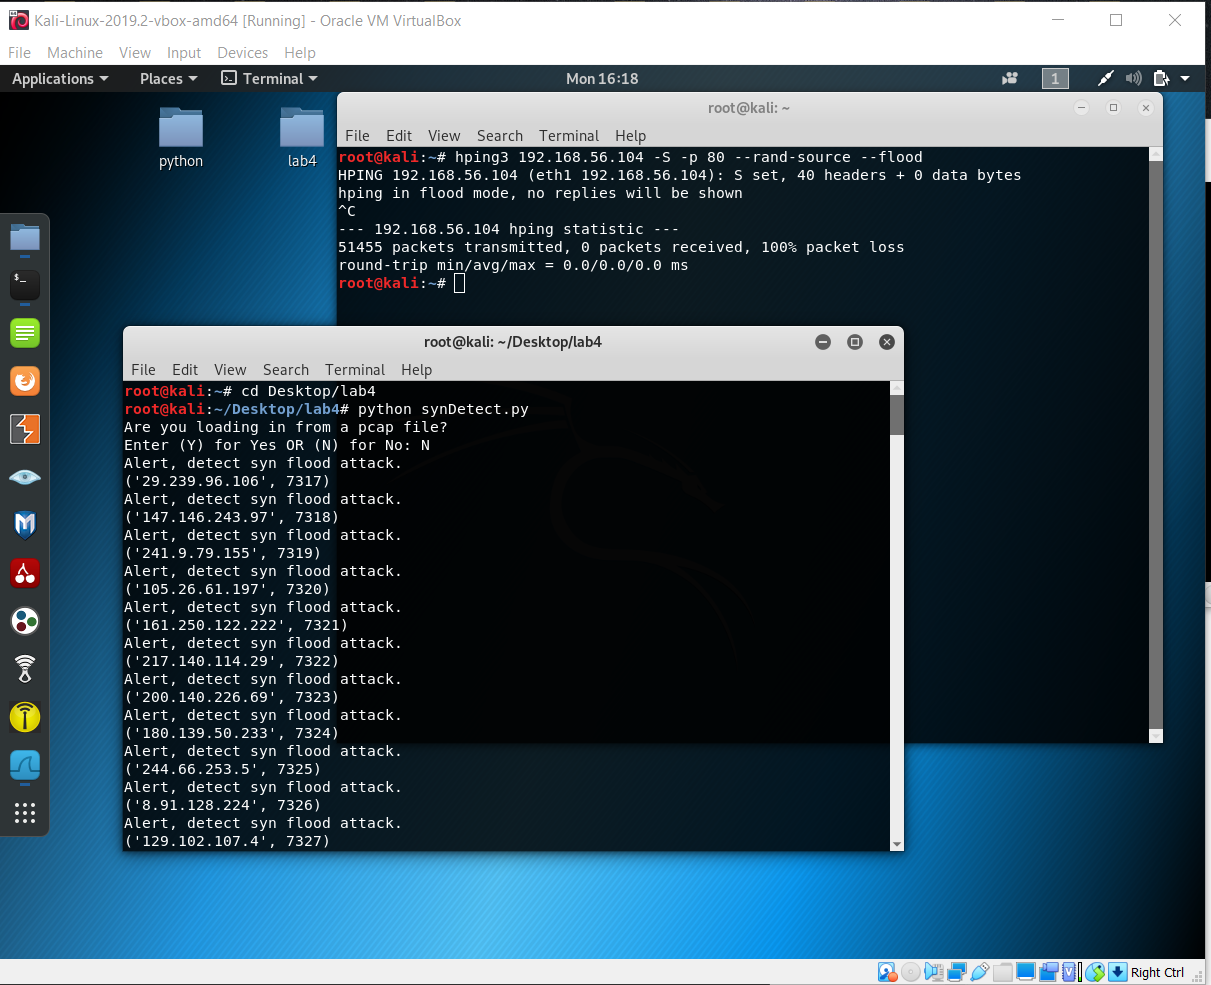 Kali-Linux-2019.2-vbox-amd64 [Running] - Oracle VM VirtualBox
File Machine View Input Devices Help
Applications Places Terminal Mon 16:18 1
python lab4
root@kali: ~
File Edit View Search Terminal Help
root@kali:~# hping3 192.168.56.104 -S -p 80 --rand-source --flood
HPING 192.168.56.104 (eth1 192.168.56.104): S set, 40 headers + 0 data bytes
hping in flood mode, no replies will be shown
^C
--- 192.168.56.104 hping statistic ---
51455 packets transmitted, 0 packets received, 100% packet loss
round-trip min/avg/max = 0.0/0.0/0.0 ms
root@kali:~#
root@kali: ~/Desktop/lab4
File Edit View Search Terminal Help
root@kali:~# cd Desktop/lab4
root@kali:~/Desktop/lab4# python synDetect.py
Are you loading in from a pcap file?
Enter (Y) for Yes OR (N) for No: N
Alert, detect syn flood attack.
('29.239.96.106', 7317)
Alert, detect syn flood attack.
('147.146.243.97', 7318)
Alert, detect syn flood attack.
('241.9.79.155', 7319)
Alert, detect syn flood attack.
('105.26.61.197', 7320)
Alert, detect syn flood attack.
('161.250.122.222', 7321)
Alert, detect syn flood attack.
('217.140.114.29', 7322)
Alert, detect syn flood attack.
('200.140.226.69', 7323)
Alert, detect syn flood attack.
('180.139.50.233', 7324)
Alert, detect syn flood attack.
('244.66.253.5', 7325)
Alert, detect syn flood attack.
('8.91.128.224', 7326)
Alert, detect syn flood attack.
('129.102.107.4', 7327)
Right Ctrl